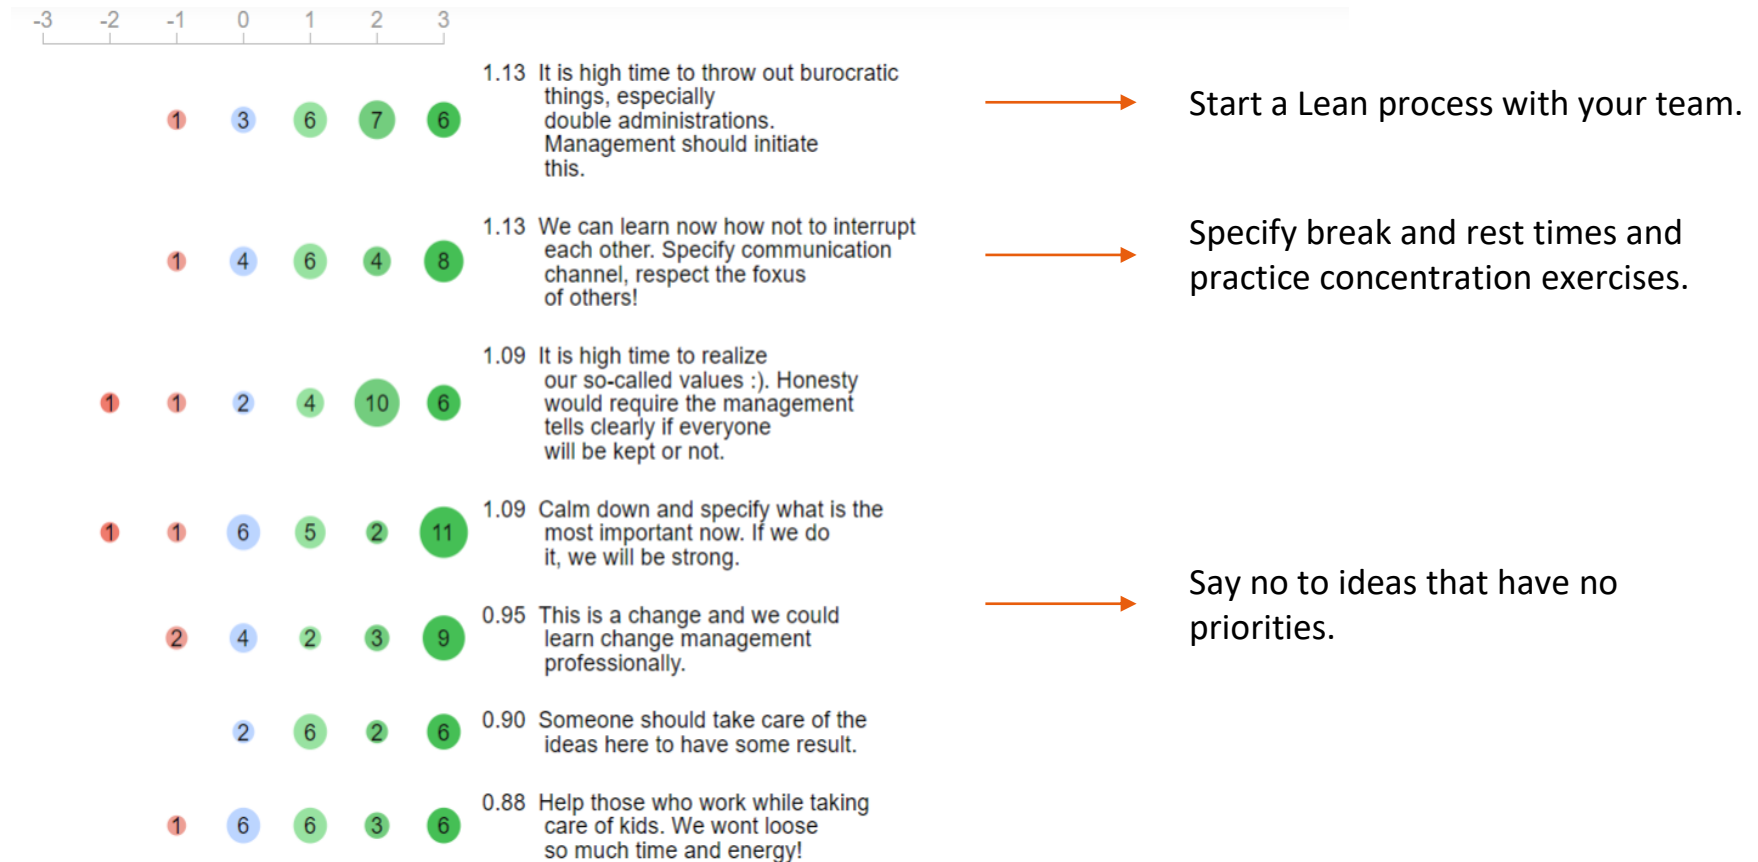 -3 -2 -1 0 1 2 3
1 3 6 7 6
1.13 It is high time to throw out burocratic
things, especially
double administrations.
Management should initiate
this.
Start a Lean process with your team.
1 4 6 4 8
1.13 We can learn now how not to interrupt
each other. Specify communication
channel, respect the foxus
of others!
Specify break and rest times and
practice concentration exercises.
1 1 2 4 10 6
1.09 It is high time to realize
our so-called values :). Honesty
would require the management
tells clearly if everyone
will be kept or not.
1 1 6 5 2 11
1.09 Calm down and specify what is the
most important now. If we do
it, we will be strong.
Say no to ideas that have no
priorities.
2 4 2 3 9
0.95 This is a change and we could
learn change management
professionally.
2 6 2 6
0.90 Someone should take care of the
ideas here to have some result.
1 6 6 3 6
0.88 Help those who work while taking
care of kids. We wont loose
so much time and energy!